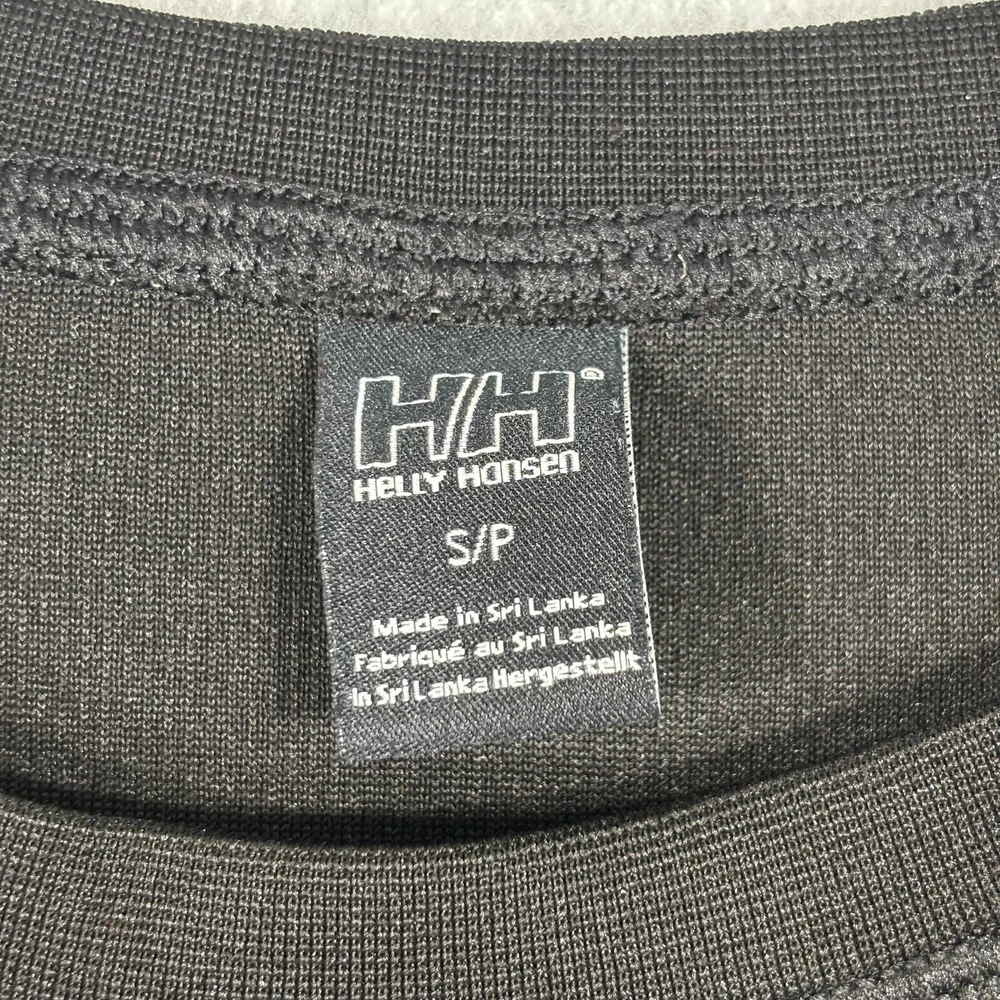 HH®
HELLY HANSEN
S/P
Made in Sri Lanka
Fabriqué au Sri Lanka
In Sri Lanka Hergestellt